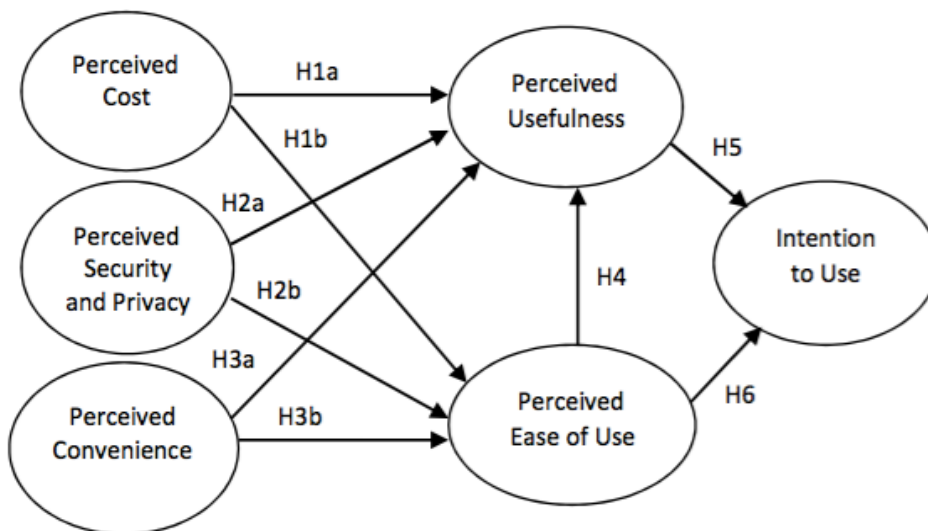 Perceived
Cost
H1a
H1b
Perceived
Usefulness
H5
H2a
Perceived
Security
and Privacy
H2b
H4
Intention
to Use
H3a
H3b
Perceived
Convenience
Perceived
Ease of Use
H6